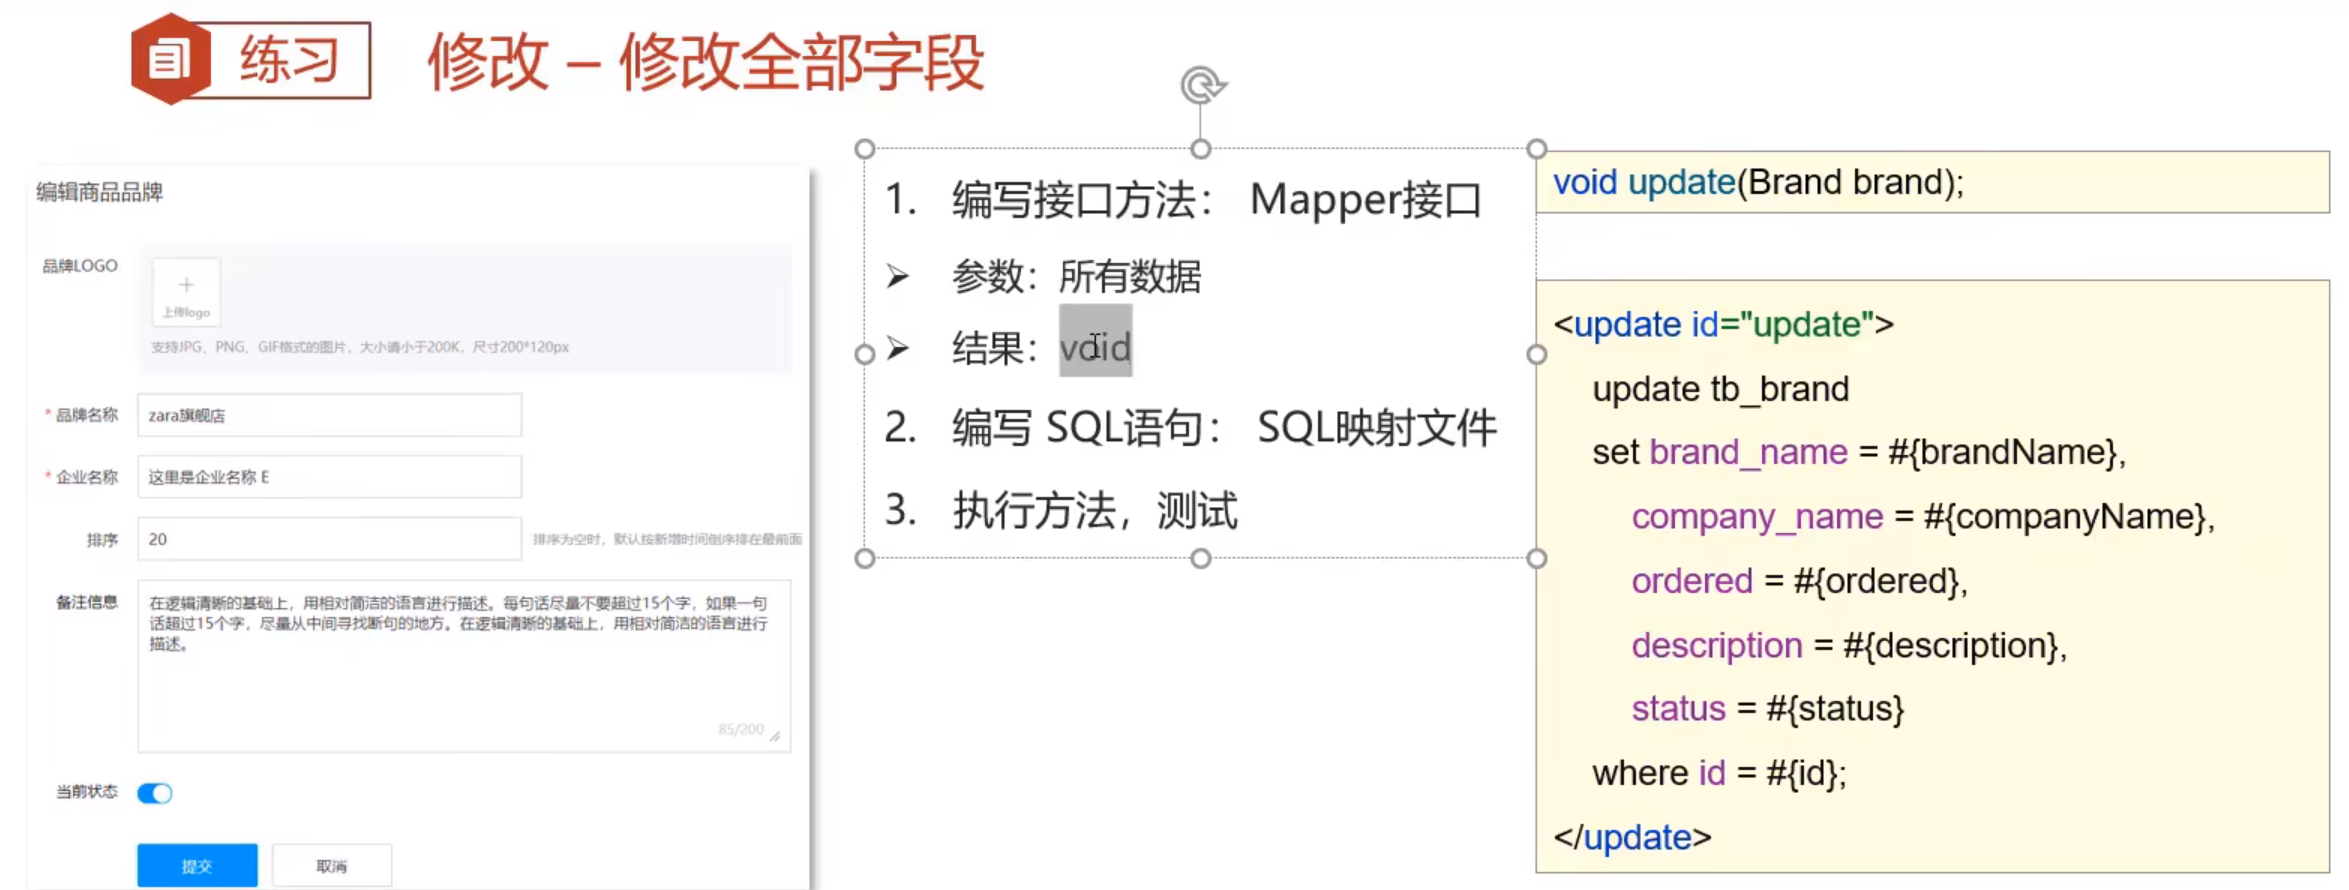 练习
修改 – 修改全部字段
编辑商品品牌
品牌LOGO
+
上传logo
支持JPG、PNG、GIF格式的图片，大小请小于200K，尺寸200*120px
* 品牌名称 zara旗舰店
* 企业名称 这里是企业名称 E
排序 20 排序为空时，默认按新增时间倒序排在最前面
备注信息 在逻辑清晰的基础上，用相对简洁的语言进行描述。每句话尽量不要超过15个字，如果一句
话超过15个字，尽量从中间寻找断句的地方。在逻辑清晰的基础上，用相对简洁的语言进行
描述。
85/200
当前状态
提交 取消
1. 编写接口方法： Mapper接口
➢ 参数：所有数据
➢ 结果：void
2. 编写 SQL语句： SQL映射文件
3. 执行方法，测试
void update(Brand brand);
<update id="update">
update tb_brand
set brand_name = #{brandName},
company_name = #{companyName},
ordered = #{ordered},
description = #{description},
status = #{status}
where id = #{id};
</update>